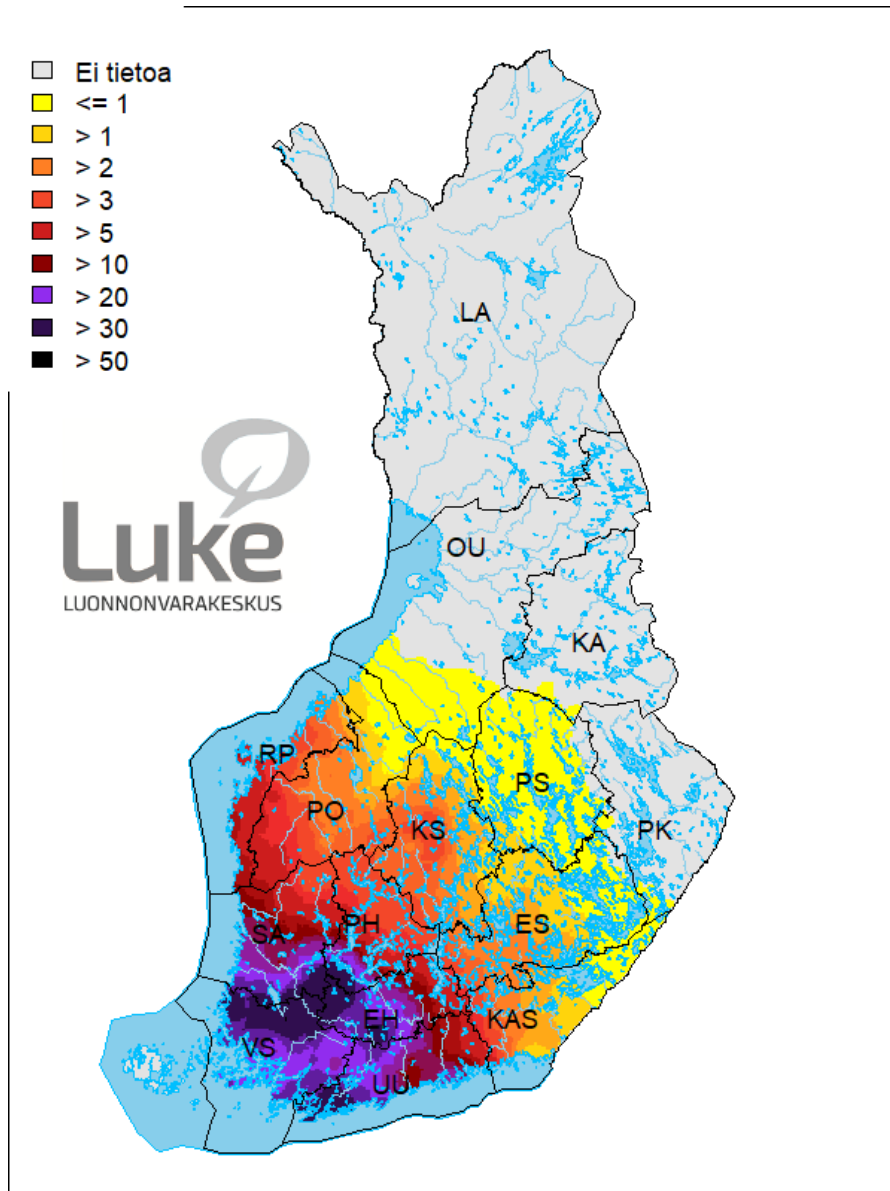 Ei tietoa
<= 1
> 1
> 2
> 3
> 5
> 10
> 20
> 30
> 50
LA
Luke
LUONNONVARAKESKUS
OU
KA
RP
PS
PO
KS
PK
SA
PH
ES
EH
KAS
VS
UU